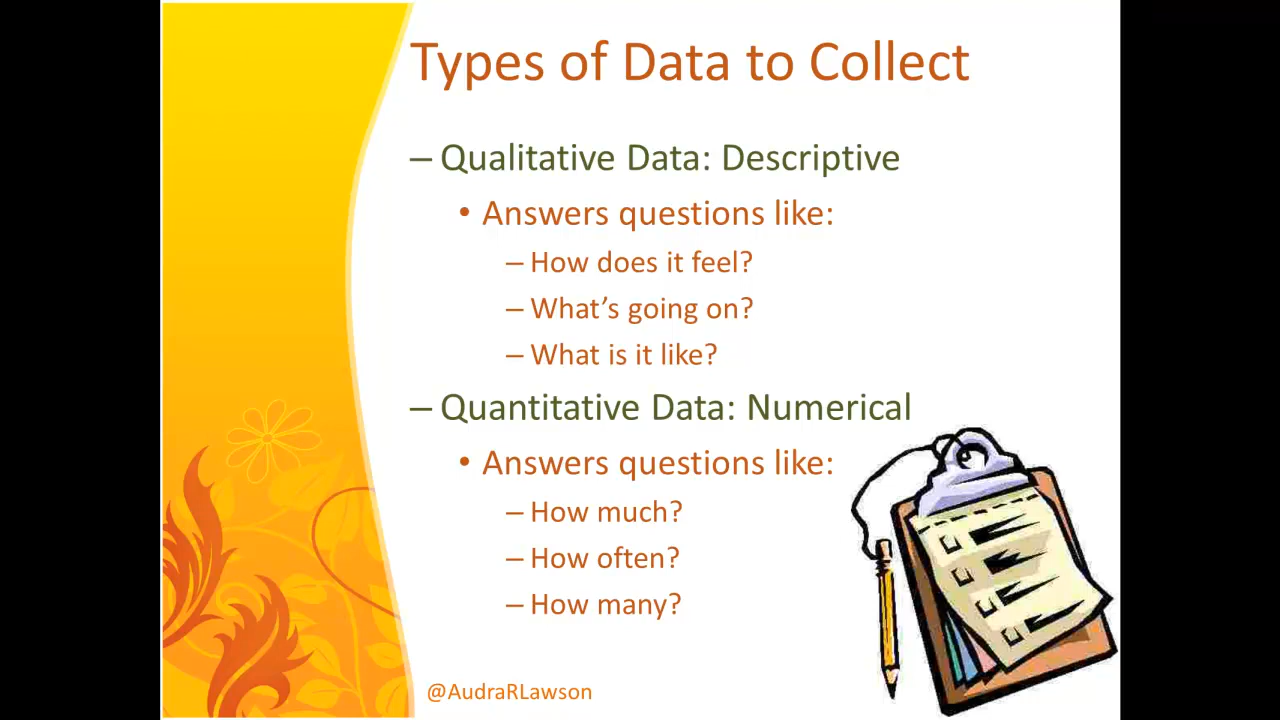 Types of Data to Collect
– Qualitative Data: Descriptive
• Answers questions like:
– How does it feel?
– What’s going on?
– What is it like?
– Quantitative Data: Numerical
• Answers questions like:
– How much?
– How often?
– How many?
@AudraRLawson